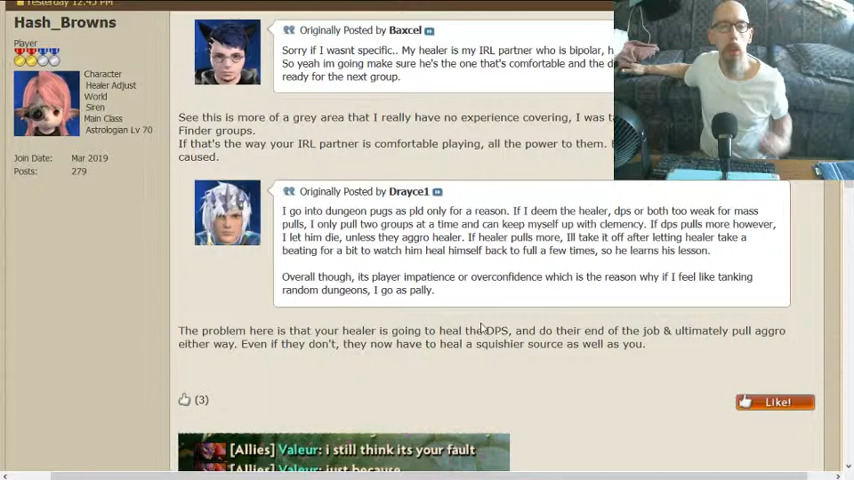 Yesterday 12:45 PM
Hash_Browns
Player
Character
Healer Adjust
World
Siren
Main Class
Astrologian Lv 70
Join Date: Mar 2019
Posts: 279
Originally Posted by Baxcel
Sorry if I wasnt specific.. My healer is my IRL partner who is bipolar, h
So yeah im going make sure he's the one that's comfortable and the d
ready for the next group.
See this is more of a grey area that I really have no experience covering, I was ta
Finder groups.
If that's the way your IRL partner is comfortable playing, all the power to them.
caused.
Originally Posted by Drayce1
I go into dungeon pugs as pld only for a reason. If I deem the healer, dps or both too weak for mass
pulls, I only pull two groups at a time and can keep myself up with clemency. If dps pulls more however,
I let him die, unless they aggro healer. If healer pulls more, Ill take it off after letting healer take a
beating for a bit to watch him heal himself back to full a few times, so he learns his lesson.
Overall though, its player impatience or overconfidence which is the reason why if I feel like tanking
random dungeons, I go as pally.
The problem here is that your healer is going to heal the DPS, and do their end of the job & ultimately pull aggro
either way. Even if they don't, they now have to heal a squishier source as well as you.
(3)
Like!
[Allies] Valeur: i still think its your fault
[Allies] Valeur: just because